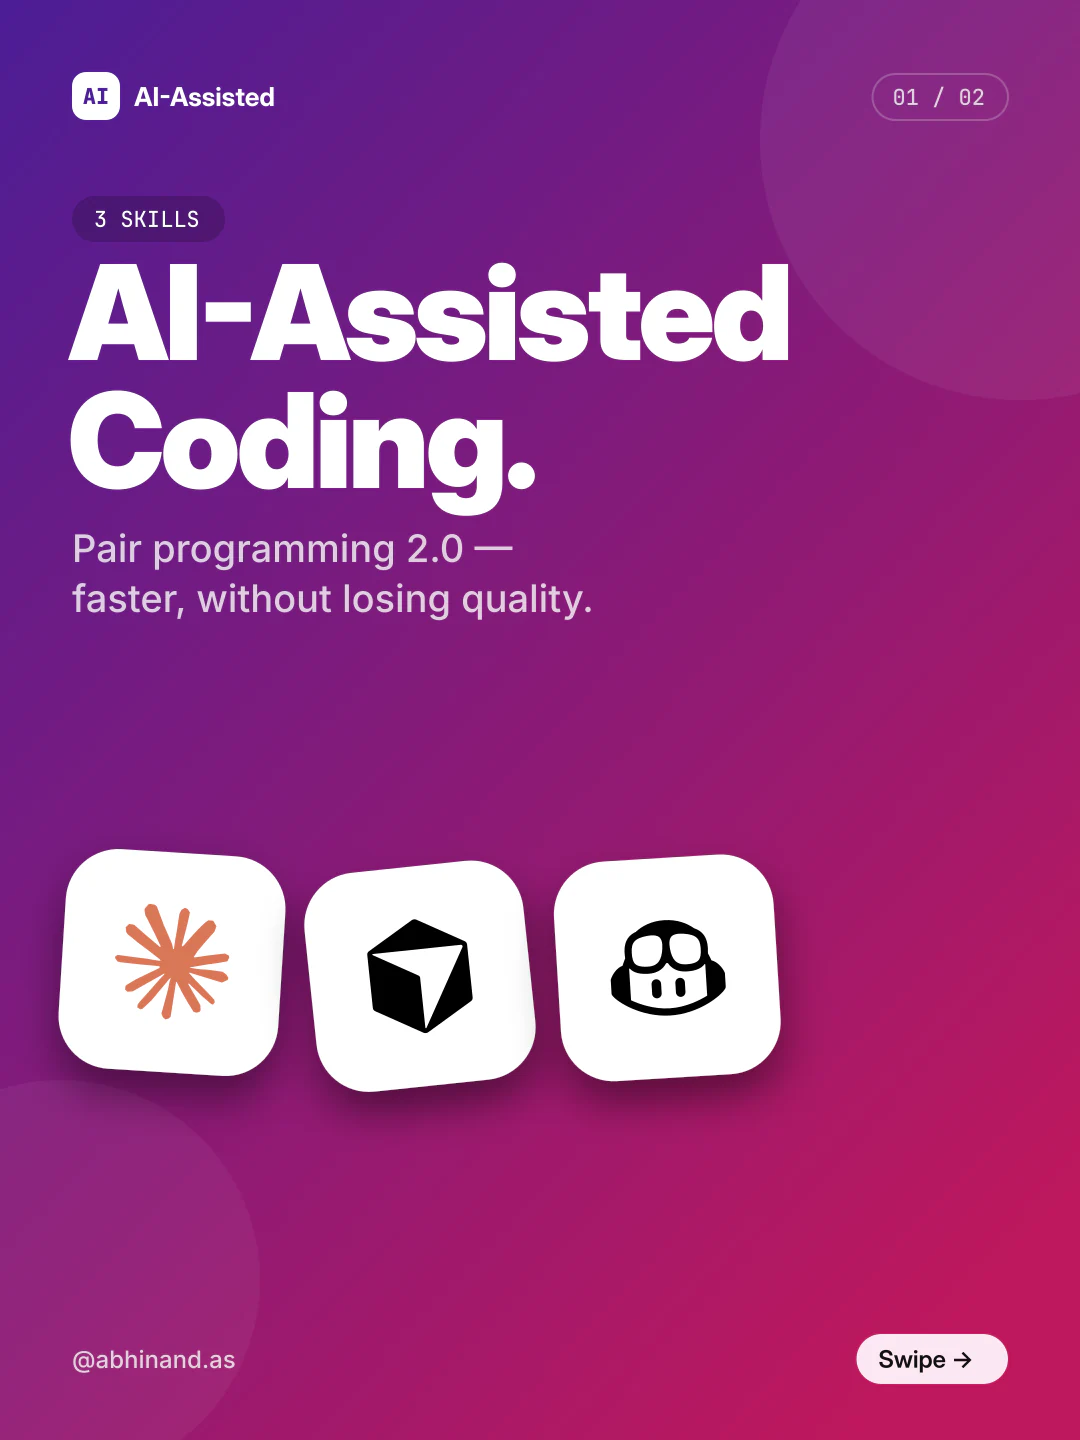 AI AI-Assisted
01 / 02
3 SKILLS
AI-Assisted
Coding.
Pair programming 2.0 —
faster, without losing quality.
@abhinand.as
Swipe →